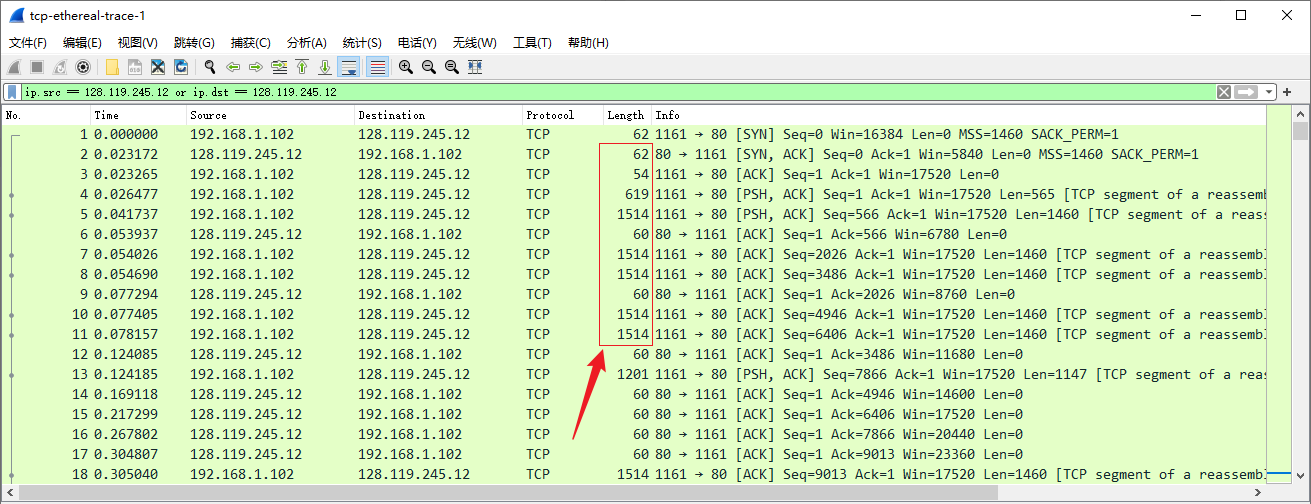 tcp-ethereal-trace-1
文件(F) 编辑(E) 视图(V) 跳转(G) 捕获(C) 分析(A) 统计(S) 电话(Y) 无线(W) 工具(T) 帮助(H)
ip.src == 128.119.245.12 or ip.dst == 128.119.245.12
No. Time Source Destination Protocol Length Info
1 0.000000 192.168.1.102 128.119.245.12 TCP 62 1161 → 80 [SYN] Seq=0 Win=16384 Len=0 MSS=1460 SACK_PERM=1
2 0.023172 128.119.245.12 192.168.1.102 TCP 62 80 → 1161 [SYN, ACK] Seq=0 Ack=1 Win=5840 Len=0 MSS=1460 SACK_PERM=1
3 0.023265 192.168.1.102 128.119.245.12 TCP 54 1161 → 80 [ACK] Seq=1 Ack=1 Win=17520 Len=0
4 0.026477 192.168.1.102 128.119.245.12 TCP 619 1161 → 80 [PSH, ACK] Seq=1 Ack=1 Win=17520 Len=565 [TCP segment of a reassemb
5 0.041737 192.168.1.102 128.119.245.12 TCP 1514 1161 → 80 [PSH, ACK] Seq=566 Ack=1 Win=17520 Len=1460 [TCP segment of a reass
6 0.053937 128.119.245.12 192.168.1.102 TCP 60 80 → 1161 [ACK] Seq=1 Ack=566 Win=6780 Len=0
7 0.054026 192.168.1.102 128.119.245.12 TCP 1514 1161 → 80 [ACK] Seq=2026 Ack=1 Win=17520 Len=1460 [TCP segment of a reassembl
8 0.054690 192.168.1.102 128.119.245.12 TCP 1514 1161 → 80 [ACK] Seq=3486 Ack=1 Win=17520 Len=1460 [TCP segment of a reassembl
9 0.077294 128.119.245.12 192.168.1.102 TCP 60 80 → 1161 [ACK] Seq=1 Ack=2026 Win=8760 Len=0
10 0.077405 192.168.1.102 128.119.245.12 TCP 1514 1161 → 80 [ACK] Seq=4946 Ack=1 Win=17520 Len=1460 [TCP segment of a reassembl
11 0.078157 192.168.1.102 128.119.245.12 TCP 1514 1161 → 80 [ACK] Seq=6406 Ack=1 Win=17520 Len=1460 [TCP segment of a reassembl
12 0.124085 128.119.245.12 192.168.1.102 TCP 60 80 → 1161 [ACK] Seq=1 Ack=3486 Win=11680 Len=0
13 0.124185 192.168.1.102 128.119.245.12 TCP 1201 1161 → 80 [PSH, ACK] Seq=7866 Ack=1 Win=17520 Len=1147 [TCP segment of a reas
14 0.169118 128.119.245.12 192.168.1.102 TCP 60 80 → 1161 [ACK] Seq=1 Ack=4946 Win=14600 Len=0
15 0.217299 128.119.245.12 192.168.1.102 TCP 60 80 → 1161 [ACK] Seq=1 Ack=6406 Win=17520 Len=0
16 0.267802 128.119.245.12 192.168.1.102 TCP 60 80 → 1161 [ACK] Seq=1 Ack=7866 Win=20440 Len=0
17 0.304807 128.119.245.12 192.168.1.102 TCP 60 80 → 1161 [ACK] Seq=1 Ack=9013 Win=23360 Len=0
18 0.305040 192.168.1.102 128.119.245.12 TCP 1514 1161 → 80 [ACK] Seq=9013 Ack=1 Win=17520 Len=1460 [TCP segment of a reassembl